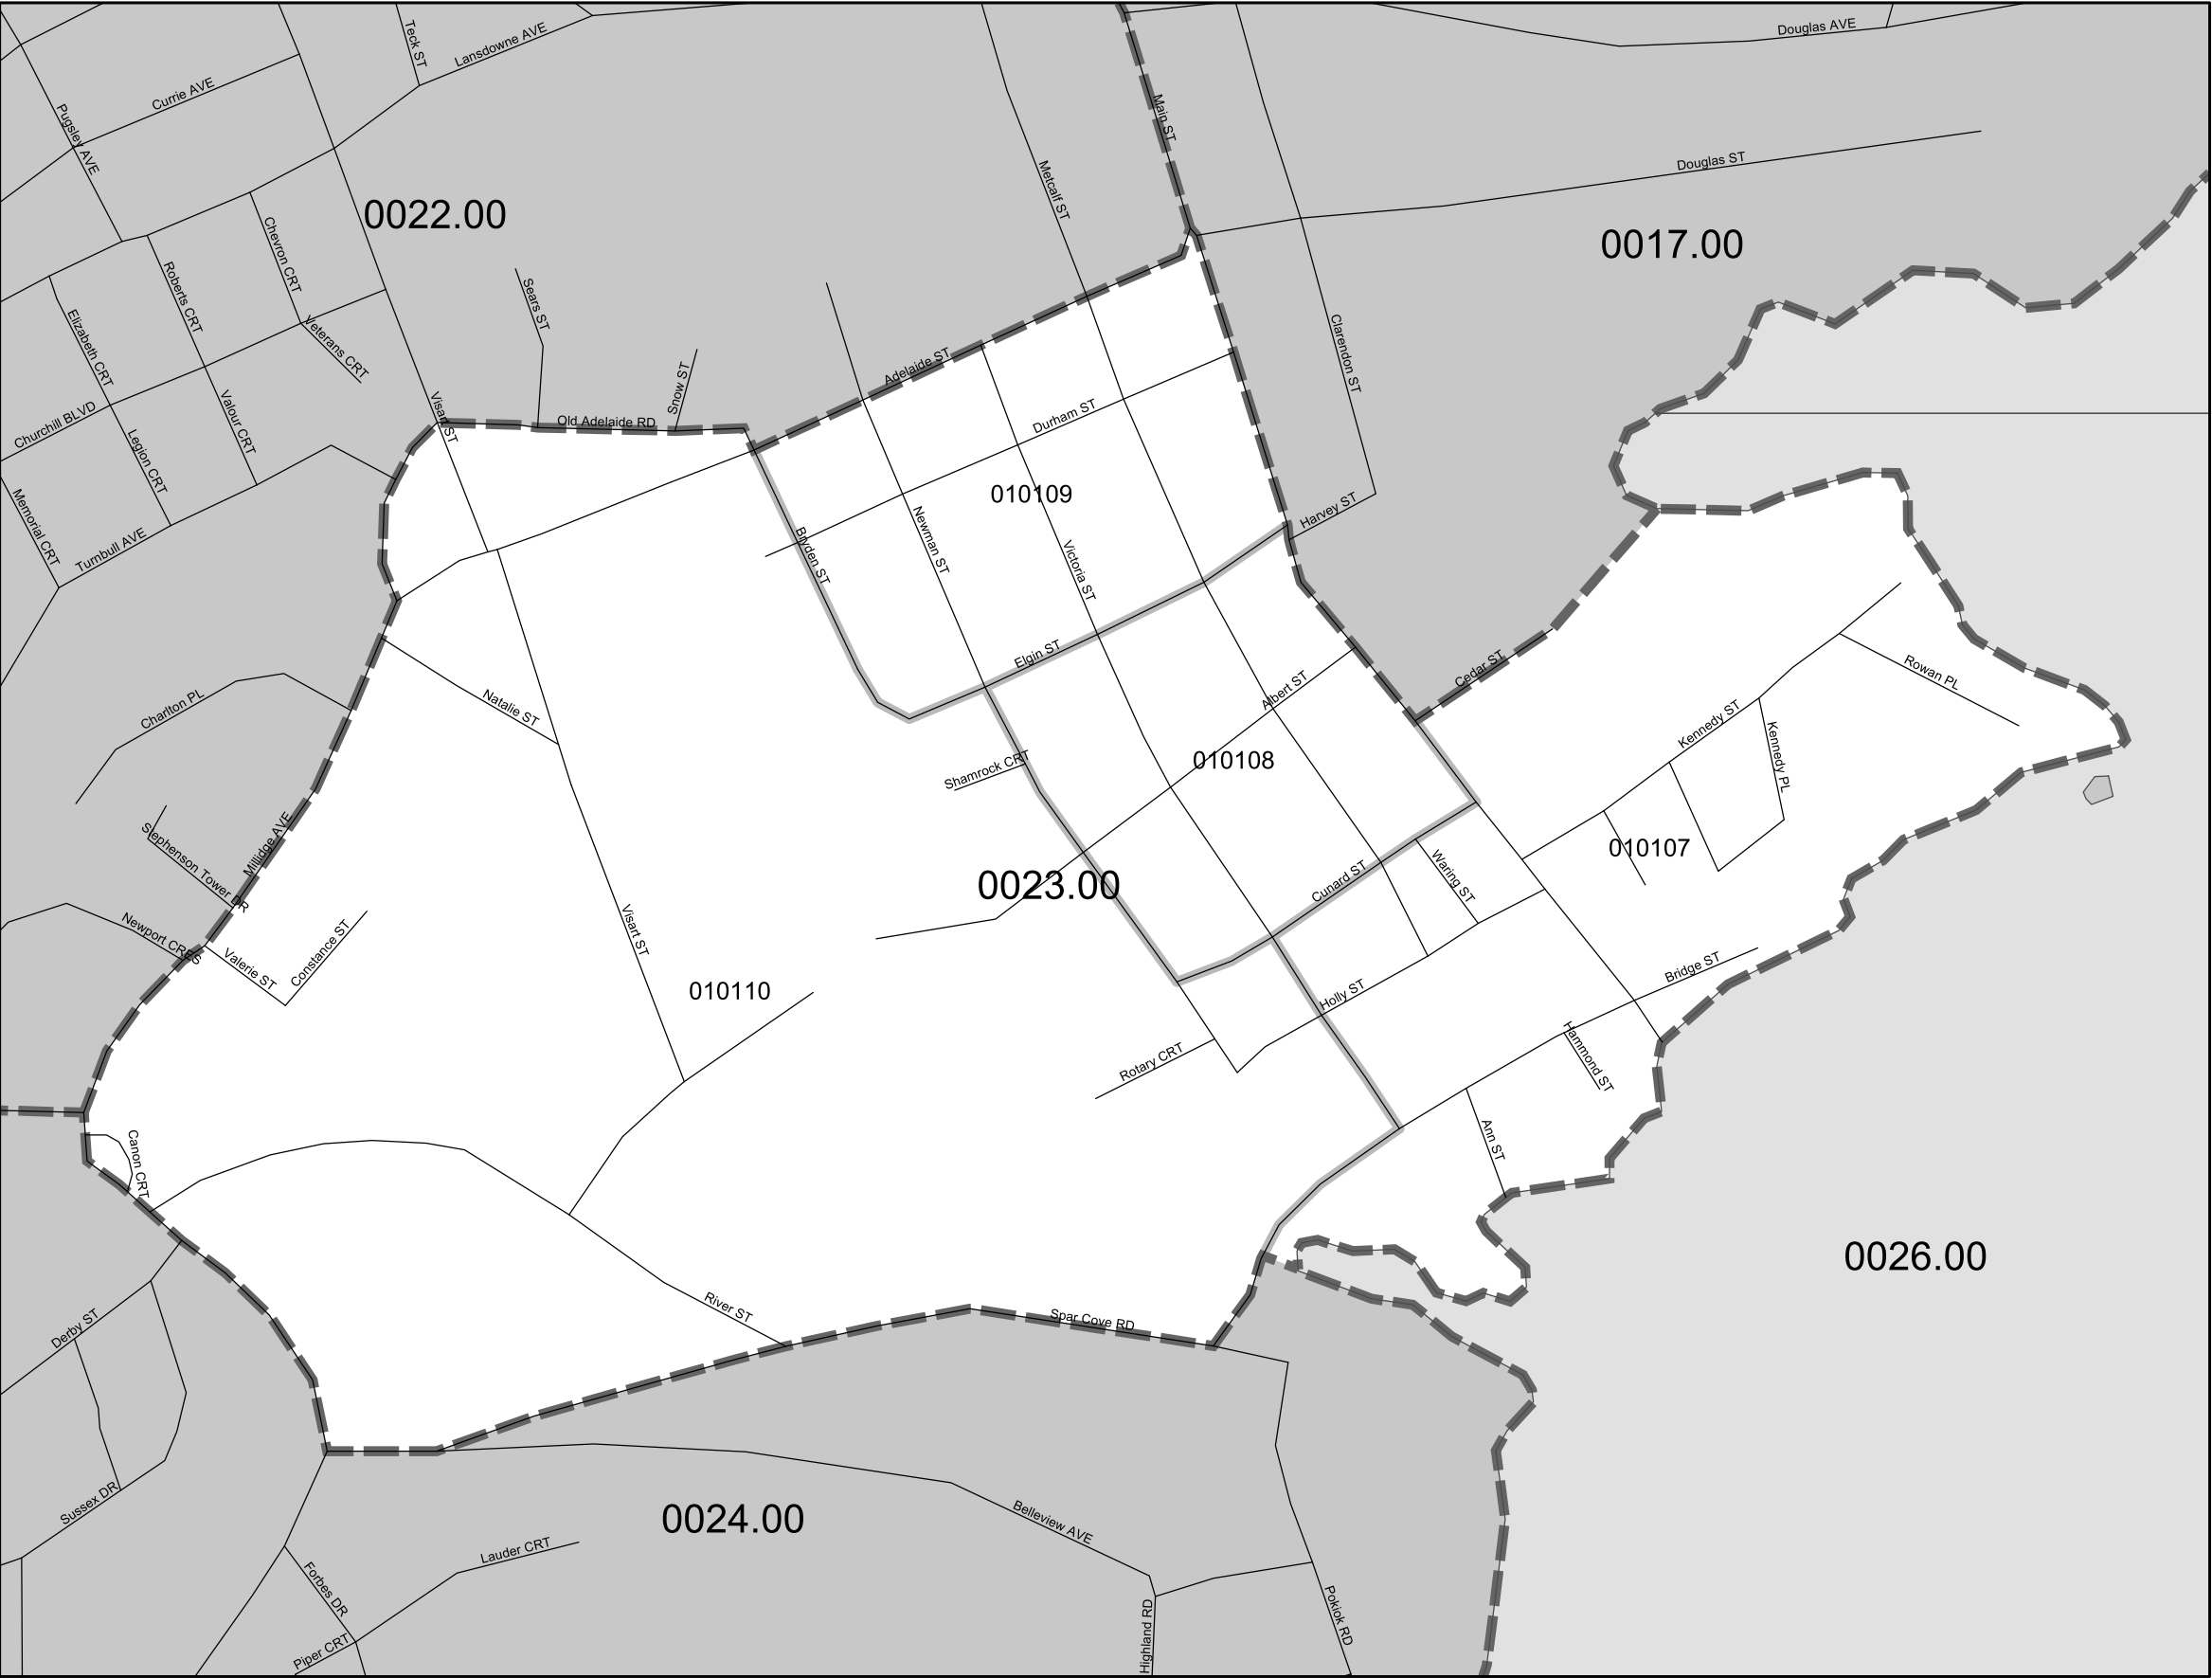 Teck ST
Lansdowne AVE
Douglas AVE
Currie AVE
Pugsley AVE
Main ST
Douglas ST
Metcalf ST
0022.00
0017.00
Chevron CRT
Roberts CRT
Sears ST
Elizabeth CRT
Veterans CRT
Clarendon ST
Adelaide ST
Snow ST
Visart ST
Old Adelaide RD
Durham ST
Churchill BLVD
Valour CRT
Legion CRT
010109
Memorial CRT
Turnbull AVE
Harvey ST
Newman ST
Bryden ST
Victoria ST
Elgin ST
Cedar ST
Rowan PL
Albert ST
Natalie ST
Charlton PL
Kennedy ST
Kennedy PL
Shamrock CRT
010108
Millidge AVE
Stephenson Tower DR
010107
Waring ST
Cunard ST
0023.00
Newport CRES
Visart ST
Constance ST
Valerie ST
Bridge ST
010110
Holly ST
Hammond ST
Rotary CRT
Ann ST
Canon CRT
0026.00
River ST
Spar Cove RD
Derby ST
Sussex DR
0024.00
Belleview AVE
Lauder CRT
Forbes DR
Piper CRT
Highland RD
Pokiok RD